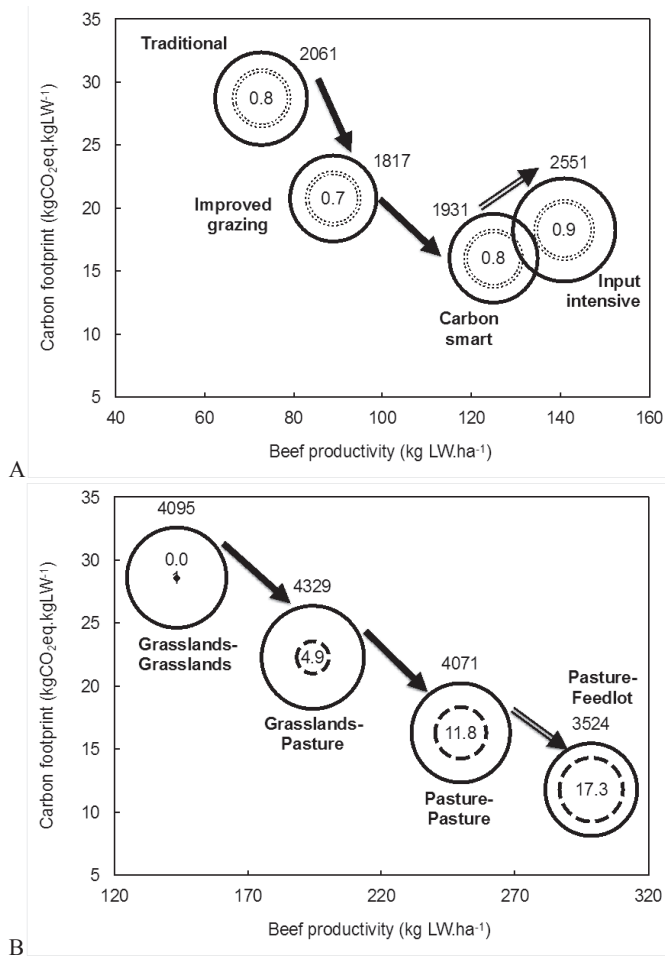 35
30
25
20
15
10
5
Carbon footprint (kgCO₂eq.kgLW⁻¹)
Traditional
2061
0.8
1817
Improved
grazing
0.7
1931
2551
0.8
0.9
Input
intensive
Carbon
smart
40
60
80
100
120
140
160
Beef productivity (kg LW.ha⁻¹)
A
35
30
25
20
15
10
5
Carbon footprint (kgCO₂eq.kgLW⁻¹)
4095
0.0
Grasslands-
Grasslands
4329
4.9
Grasslands-
Pasture
4071
11.8
Pasture-
Pasture
Pasture-
Feedlot
3524
17.3
120
170
220
270
320
Beef productivity (kg LW.ha⁻¹)
B